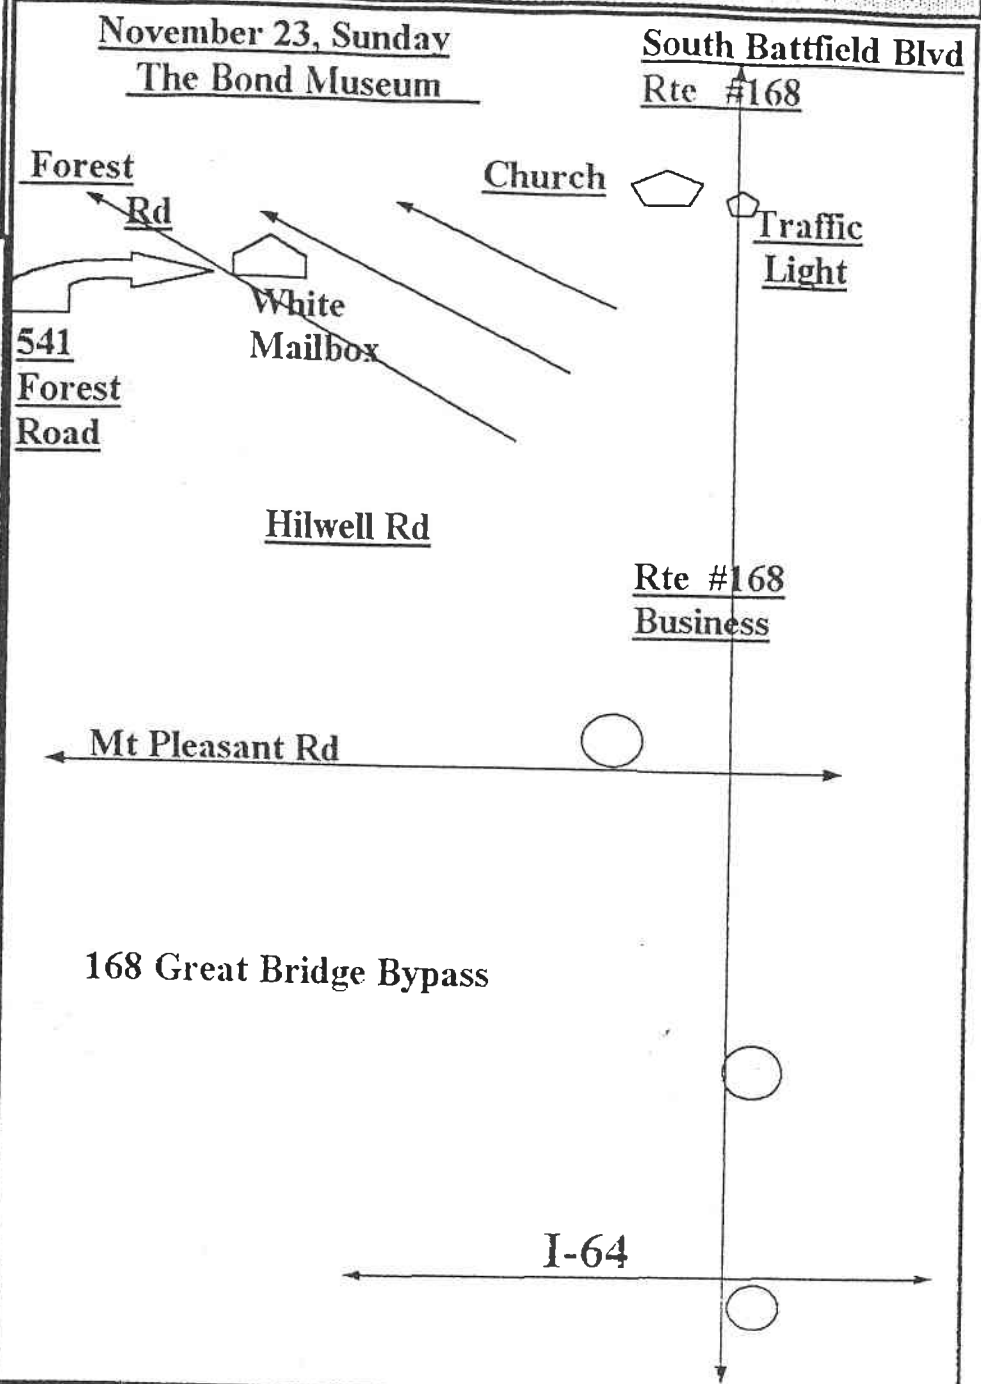 November 23, Sunday
The Bond Museum
South Battfield Blvd
Rte #168
Forest
Rd
Church
Traffic
Light
White
Mailbox
541
Forest
Road
Hilwell Rd
Rte #168
Business
Mt Pleasant Rd
168 Great Bridge Bypass
I-64